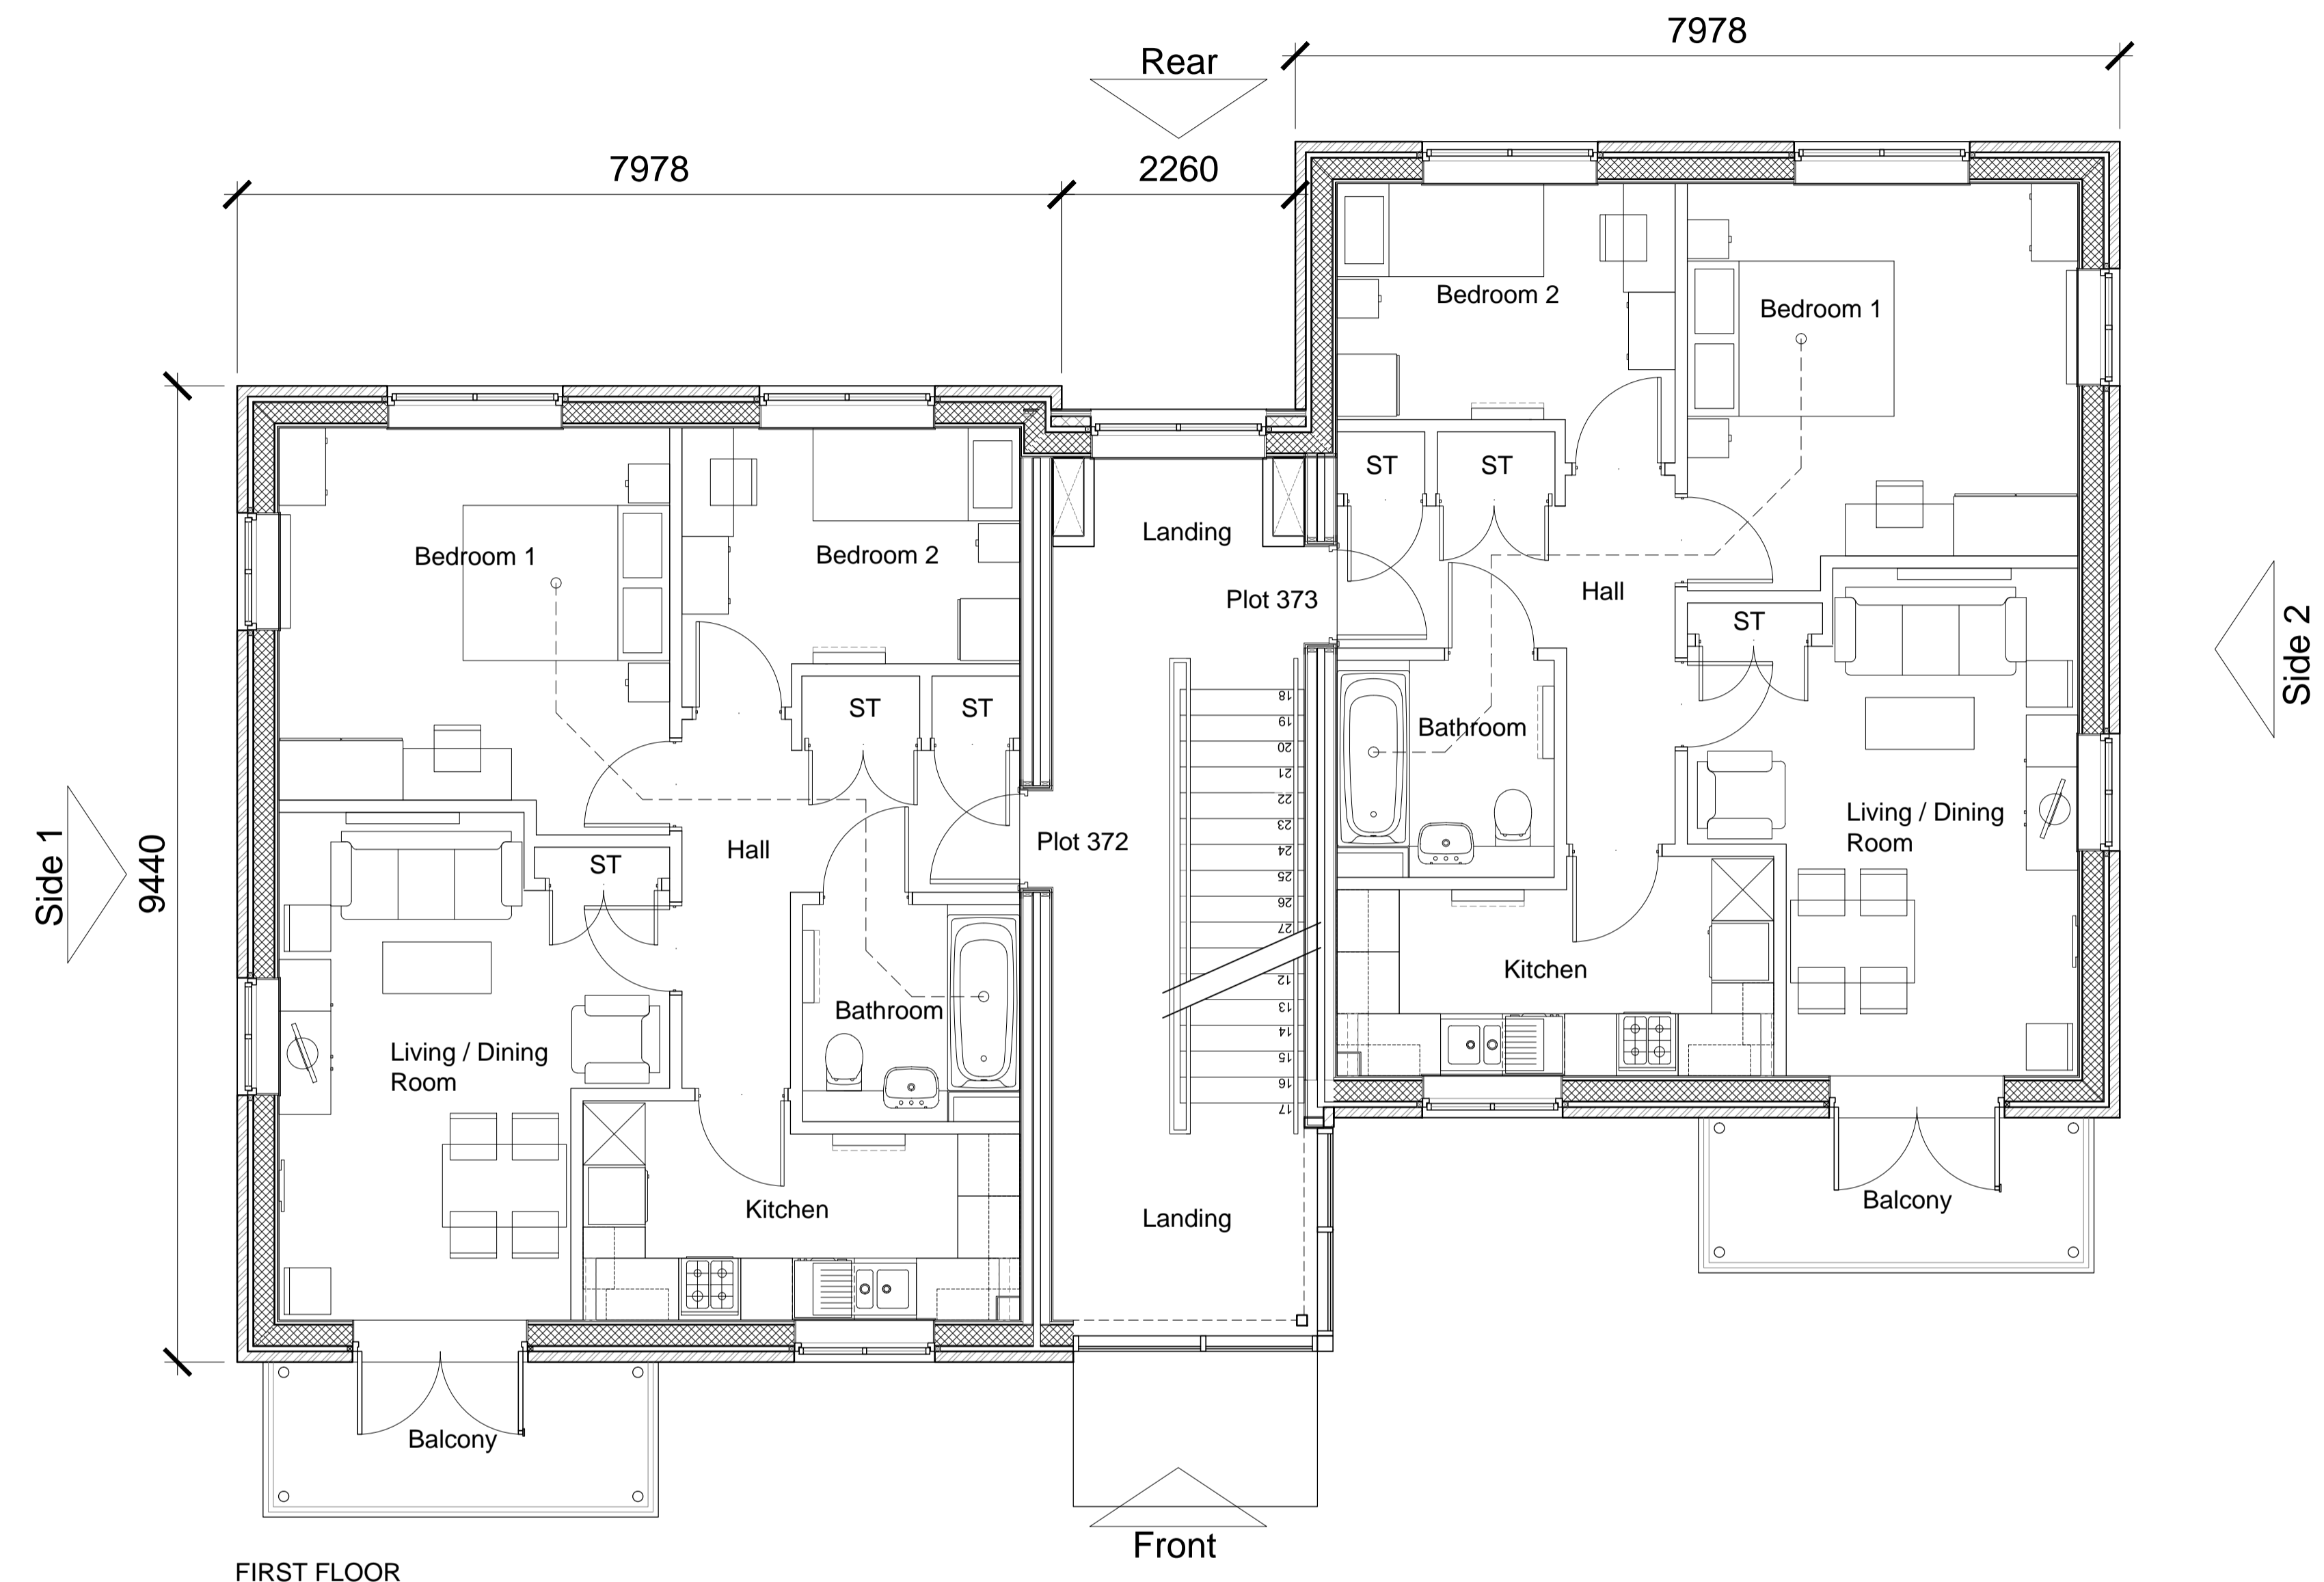 7978
Rear
7978
2260
Bedroom 2
Bedroom 1
ST
ST
Landing
Bedroom 1
Bedroom 2
Plot 373
Hall
ST
Side 2
18
19
20
21
22
23
24
25
26
27
12
13
14
15
16
17
ST
ST
Bathroom
Living / Dining
Room
Side 1
9440
Hall
Plot 372
ST
Kitchen
Bathroom
Living / Dining
Room
Kitchen
Landing
Balcony
Balcony
Front
FIRST FLOOR